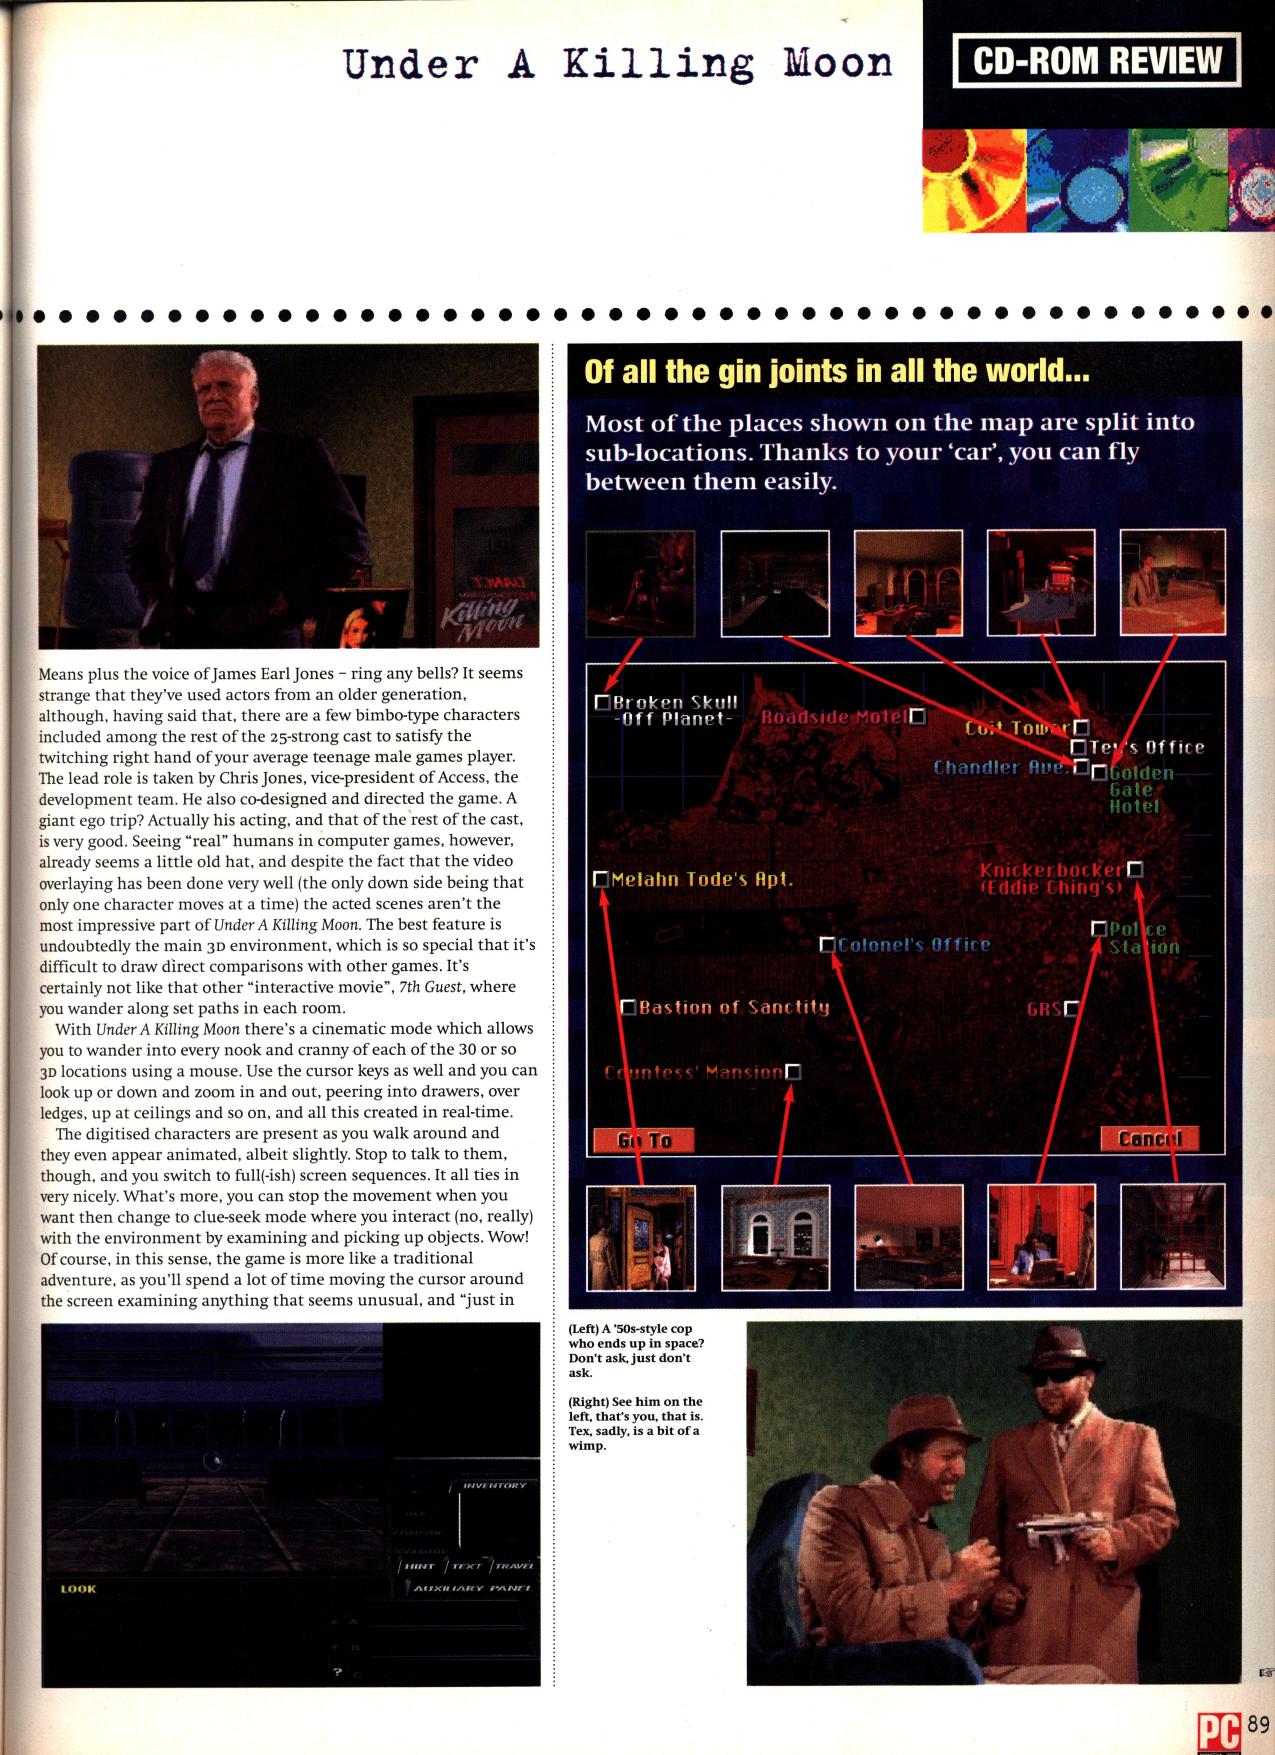 Under A Killing Moon
CD-ROM REVIEW
Killing
Moon
Means plus the voice of James Earl Jones – ring any bells? It seems
strange that they've used actors from an older generation,
although, having said that, there are a few bimbo-type characters
included among the rest of the 25-strong cast to satisfy the
twitching right hand of your average teenage male games player.
The lead role is taken by Chris Jones, vice-president of Access, the
development team. He also co-designed and directed the game. A
giant ego trip? Actually his acting, and that of the rest of the cast,
is very good. Seeing “real” humans in computer games, however,
already seems a little old hat, and despite the fact that the video
overlaying has been done very well (the only down side being that
only one character moves at a time) the acted scenes aren't the
most impressive part of Under A Killing Moon. The best feature is
undoubtedly the main 3D environment, which is so special that it's
difficult to draw direct comparisons with other games. It's
certainly not like that other “interactive movie”, 7th Guest, where
you wander along set paths in each room.
With Under A Killing Moon there's a cinematic mode which allows
you to wander into every nook and cranny of each of the 30 or so
3D locations using a mouse. Use the cursor keys as well and you can
look up or down and zoom in and out, peering into drawers, over
ledges, up at ceilings and so on, and all this created in real-time.
The digitised characters are present as you walk around and
they even appear animated, albeit slightly. Stop to talk to them,
though, and you switch to full(-ish) screen sequences. It all ties in
very nicely. What's more, you can stop the movement when you
want then change to clue-seek mode where you interact (no, really)
with the environment by examining and picking up objects. Wow!
Of course, in this sense, the game is more like a traditional
adventure, as you'll spend a lot of time moving the cursor around
the screen examining anything that seems unusual, and “just in
INVENTORY
USE
EXAMINE
HINT TEXT TRAVEL
AUXILIARY PANEL
LOOK
?
Of all the gin joints in all the world...
Most of the places shown on the map are split into
sub-locations. Thanks to your ‘car’, you can fly
between them easily.
Broken Skull
-Off Planet-
Roadside Motel
Coit Tower
Tex's Office
Chandler Ave.
Golden
Gate
Hotel
Melahn Tode's Apt.
Knickerbocker
(Eddie Ching's)
Colonel's Office
Police
Station
Bastion of Sanctity
GRS
Countess' Mansion
Go To
Cancel
(Left) A '50s-style cop
who ends up in space?
Don't ask, just don't
ask.
(Right) See him on the
left, that's you, that is.
Tex, sadly, is a bit of a
wimp.
PC
89